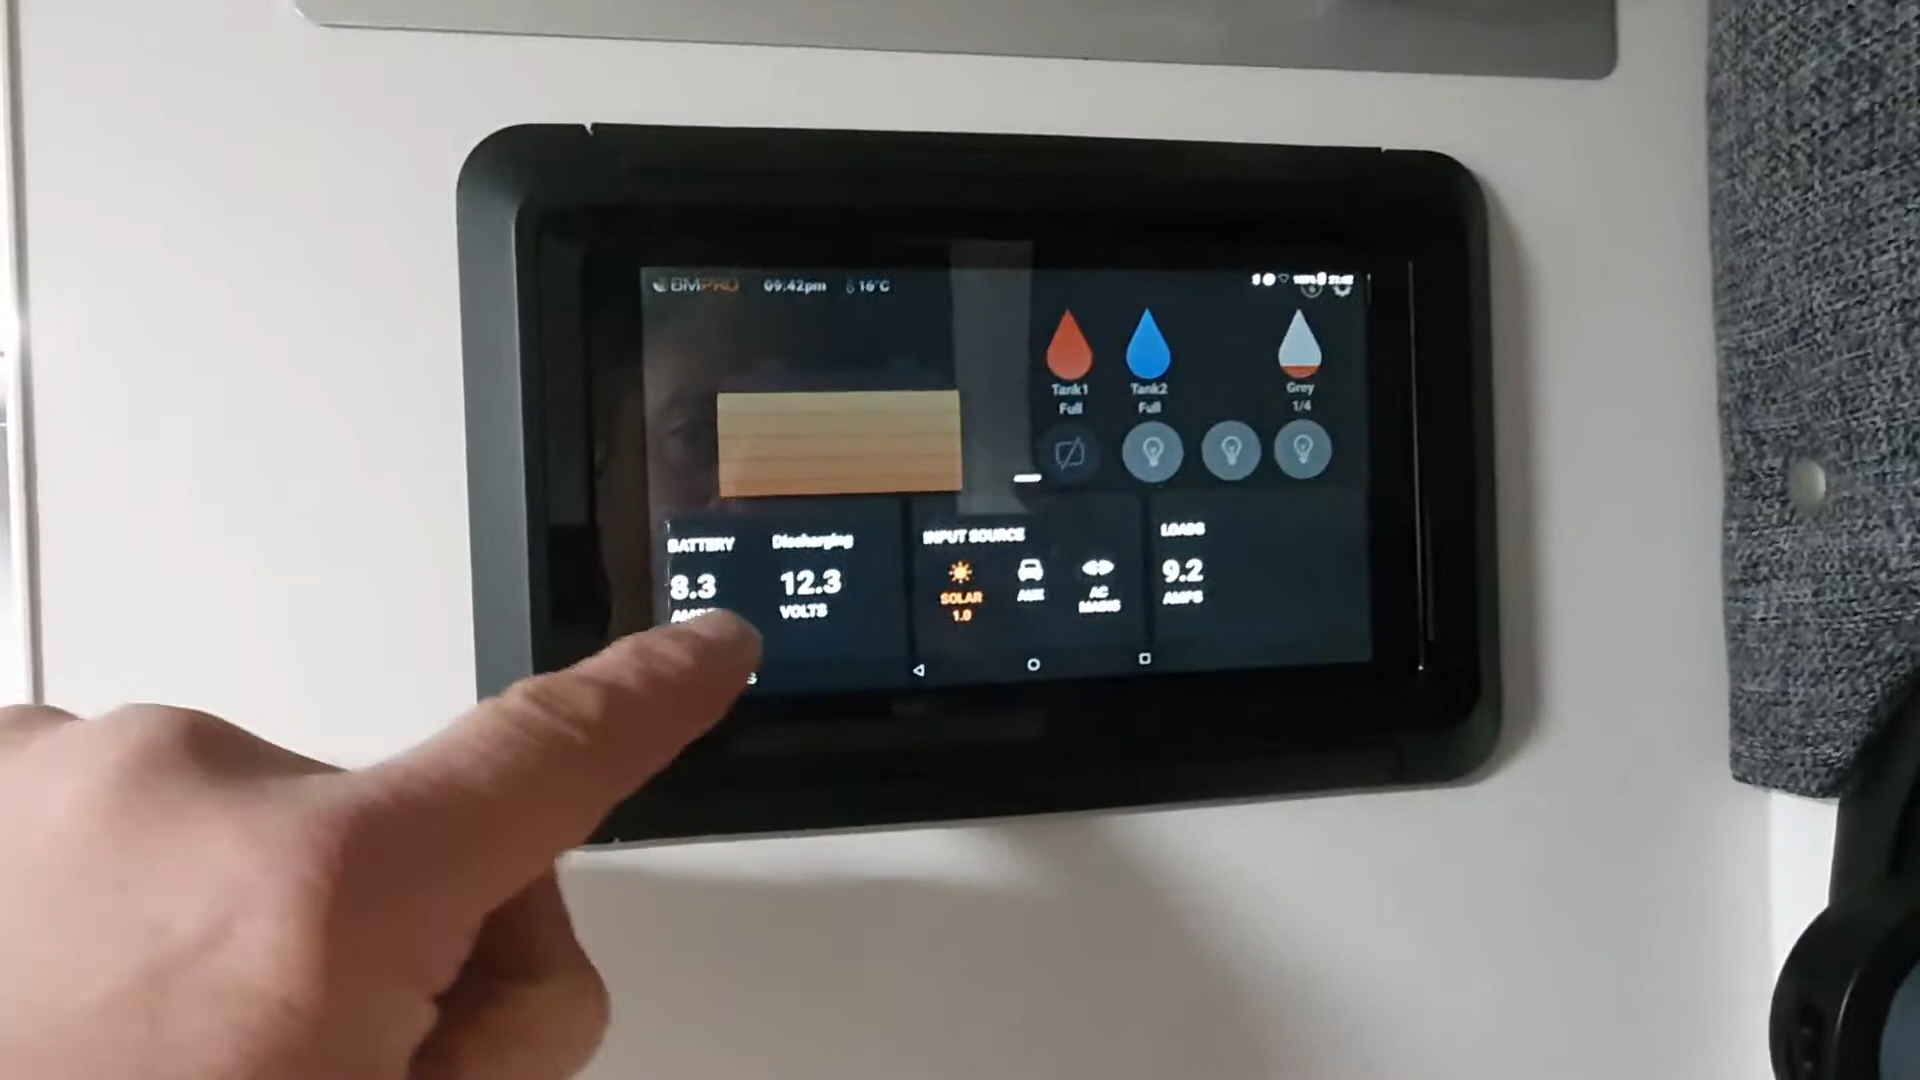 BMPRO 09:42pm 16°C
Tank1 Tank2 Grey
Full Full 1/4
BATTERY Discharging
8.3 12.3
AMPS VOLTS
INPUT SOURCE
SOLAR AUX AC MAINS
1.0
LOADS
9.2
AMPS